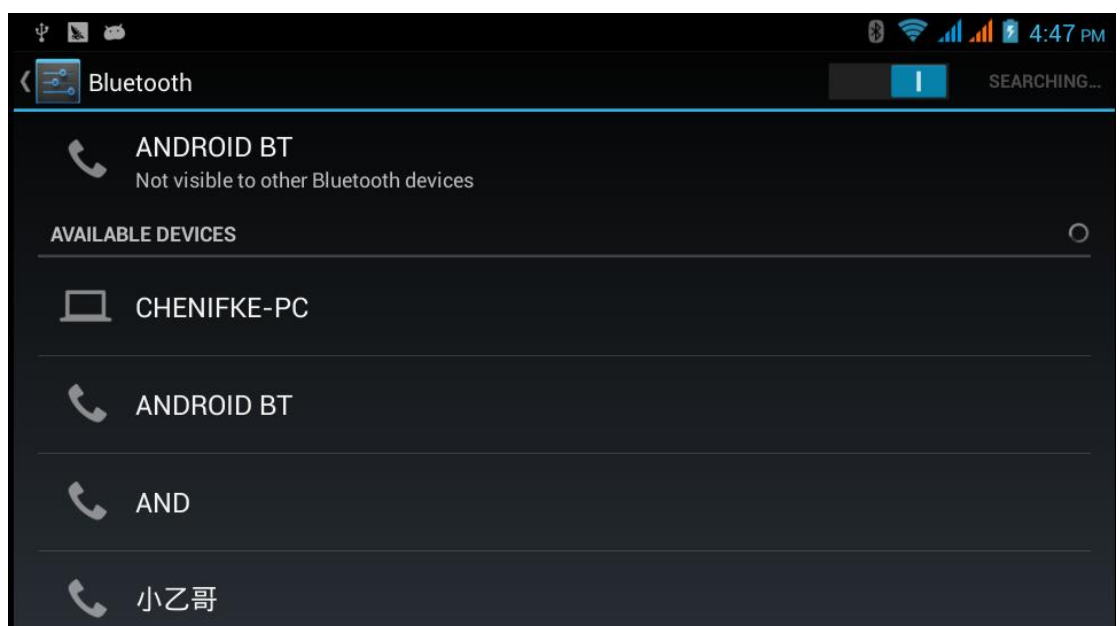 4:47 PM
Bluetooth
SEARCHING...
ANDROID BT
Not visible to other Bluetooth devices
AVAILABLE DEVICES
CHENIFKE-PC
ANDROID BT
AND
小乙哥